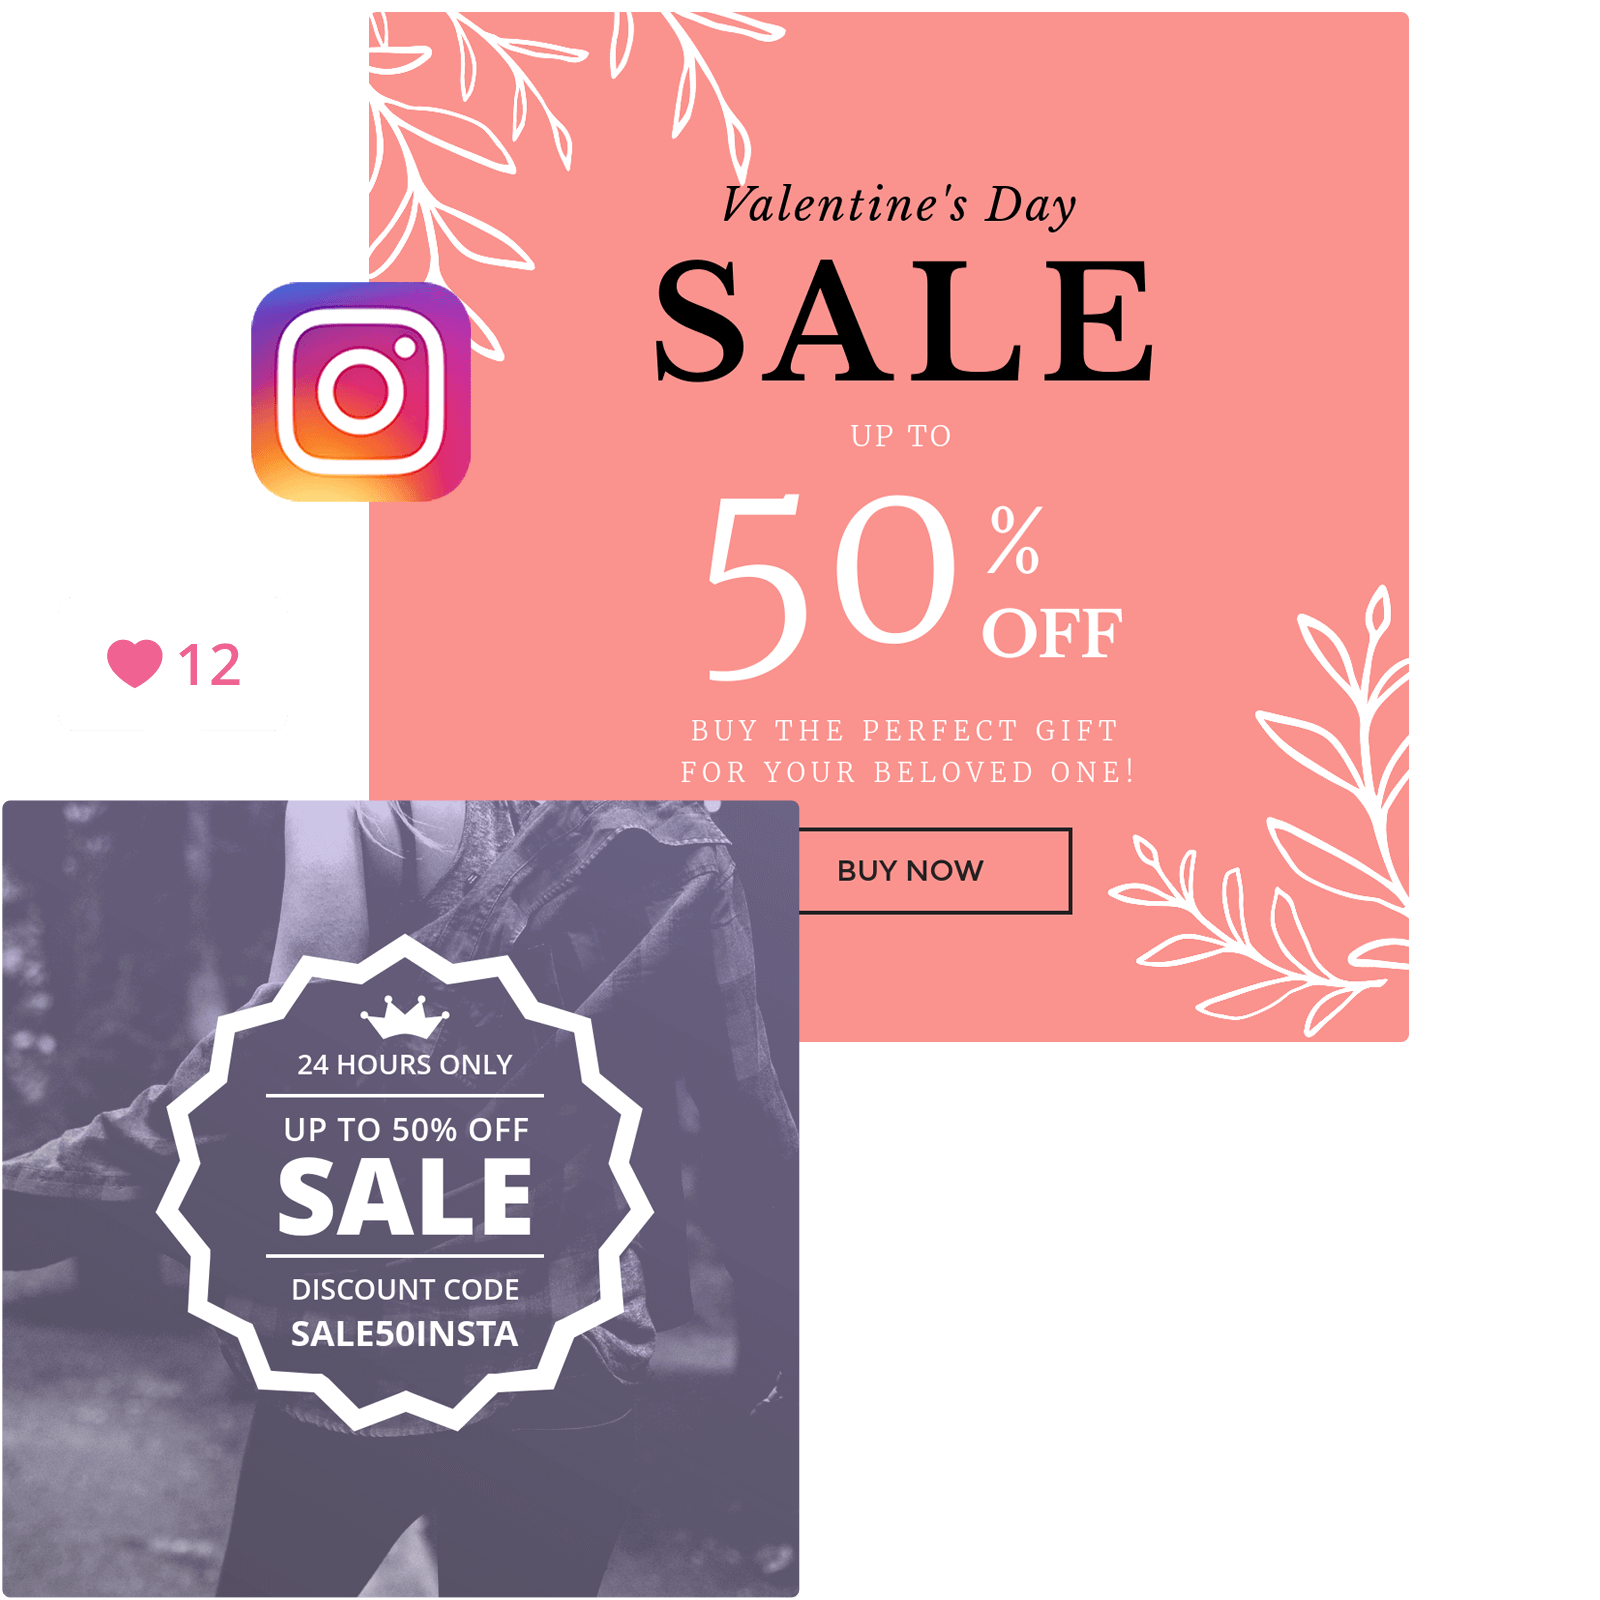 Valentine's Day
SALE
UP TO
50%
OFF
BUY THE PERFECT GIFT
FOR YOUR BELOVED ONE!
BUY NOW
12
24 HOURS ONLY
UP TO 50% OFF
SALE
DISCOUNT CODE
SALE50INSTA